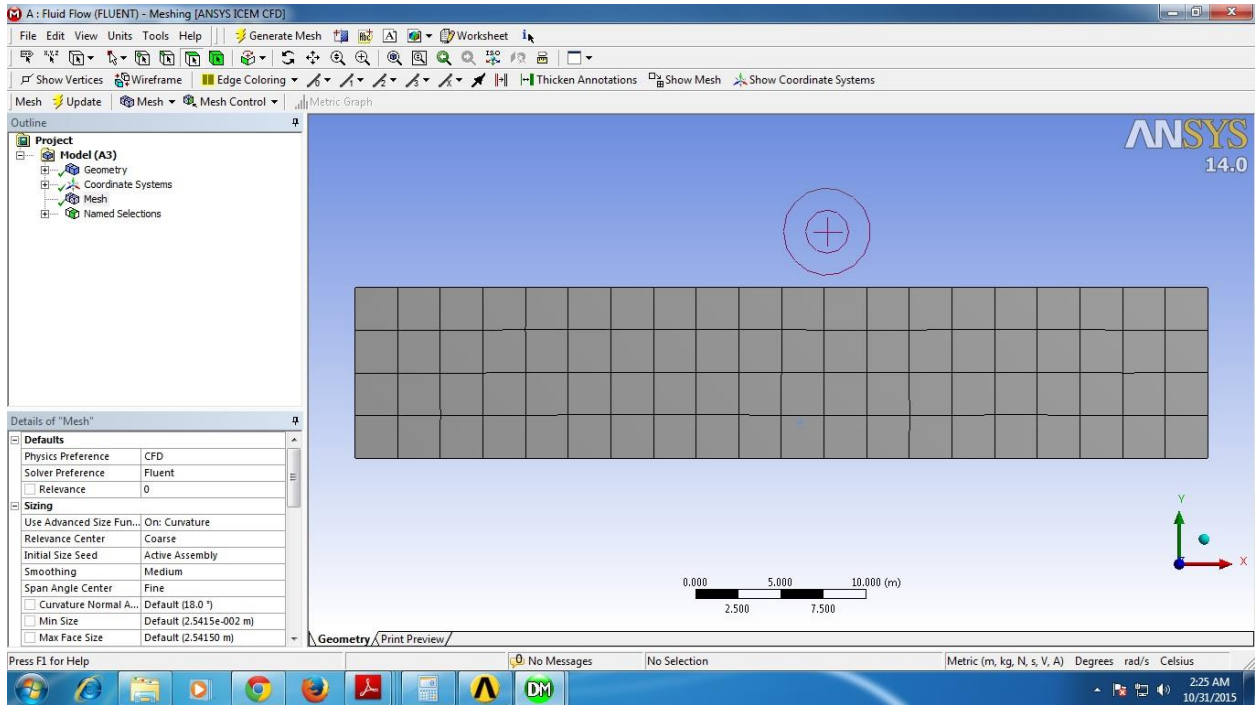 A : Fluid Flow (FLUENT) - Meshing [ANSYS ICEM CFD]
File Edit View Units Tools Help Generate Mesh A Worksheet
Show Vertices Wireframe Edge Coloring Thicken Annotations Show Mesh Show Coordinate Systems
Mesh Update Mesh Mesh Control Metric Graph
Outline
Project
Model (A3)
Geometry
Coordinate Systems
Mesh
Named Selections
ANSYS
14.0
Details of "Mesh"
Defaults
Physics Preference CFD
Solver Preference Fluent
Relevance 0
Sizing
Use Advanced Size Fun... On: Curvature
Relevance Center Coarse
Initial Size Seed Active Assembly
Smoothing Medium
Span Angle Center Fine
Curvature Normal A... Default (18.0 °)
Min Size Default (2.5415e-002 m)
Max Face Size Default (2.54150 m)
0.000 5.000 10.000 (m)
2.500 7.500
Y
X
Geometry Print Preview
Press F1 for Help 0 No Messages No Selection Metric (m, kg, N, s, V, A) Degrees rad/s Celsius
DM
2:25 AM
10/31/2015